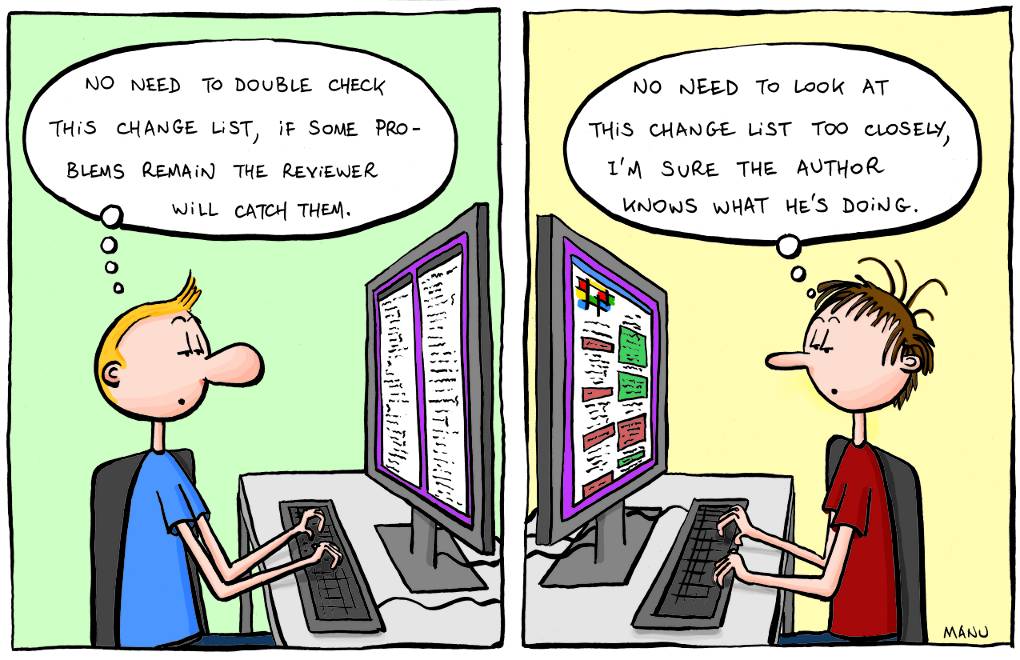 NO NEED TO DOUBLE CHECK
THIS CHANGE LIST, IF SOME PRO-
BLEMS REMAIN THE REVIEWER
WILL CATCH THEM.
NO NEED TO LOOK AT
THIS CHANGE LIST TOO CLOSELY,
I'M SURE THE AUTHOR
KNOWS WHAT HE'S DOING.
MANU